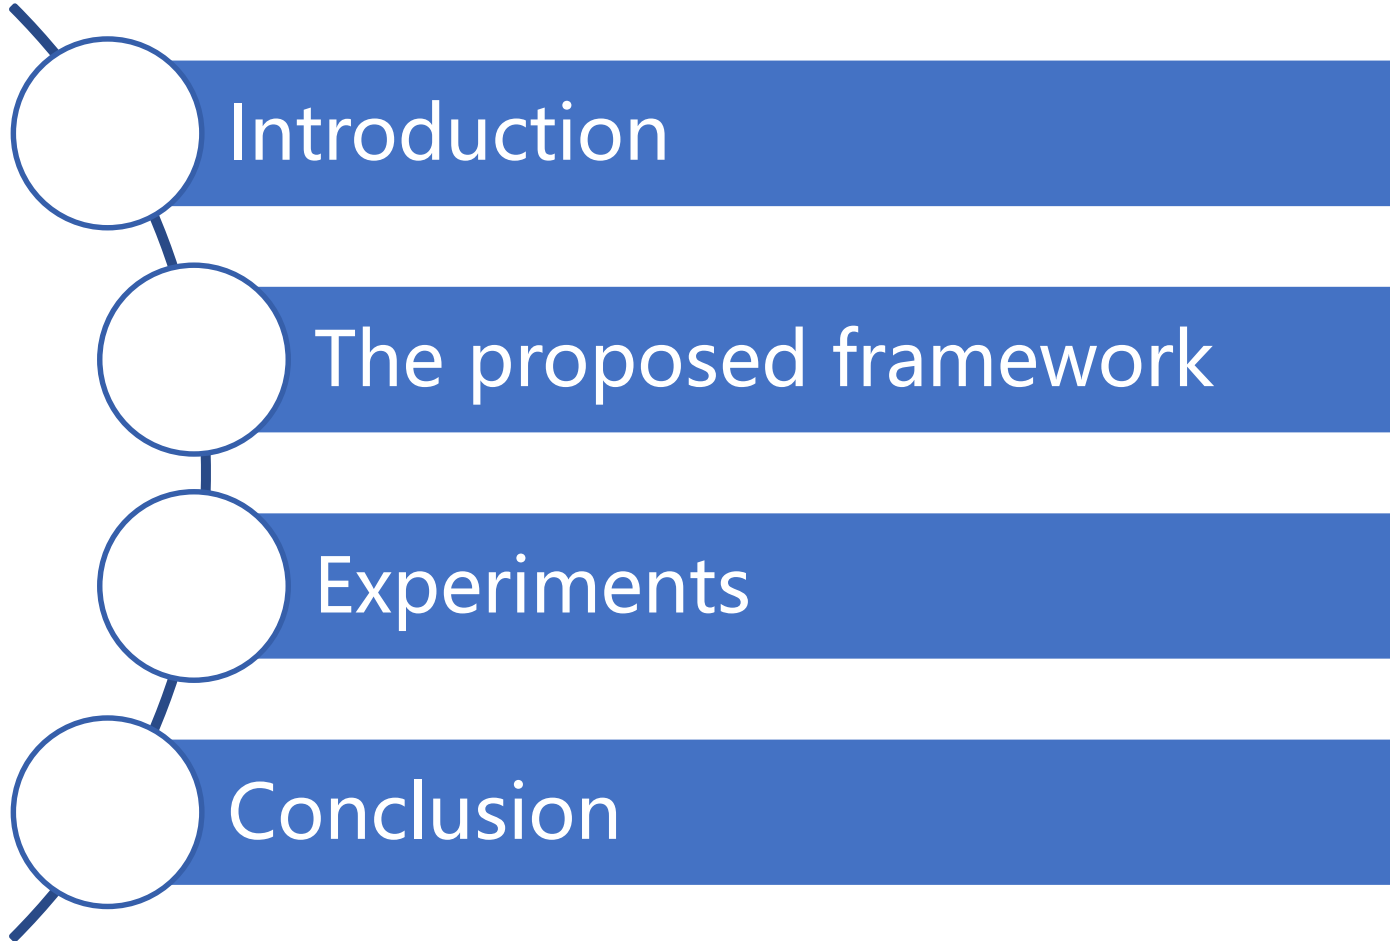 Introduction
The proposed framework
Experiments
Conclusion